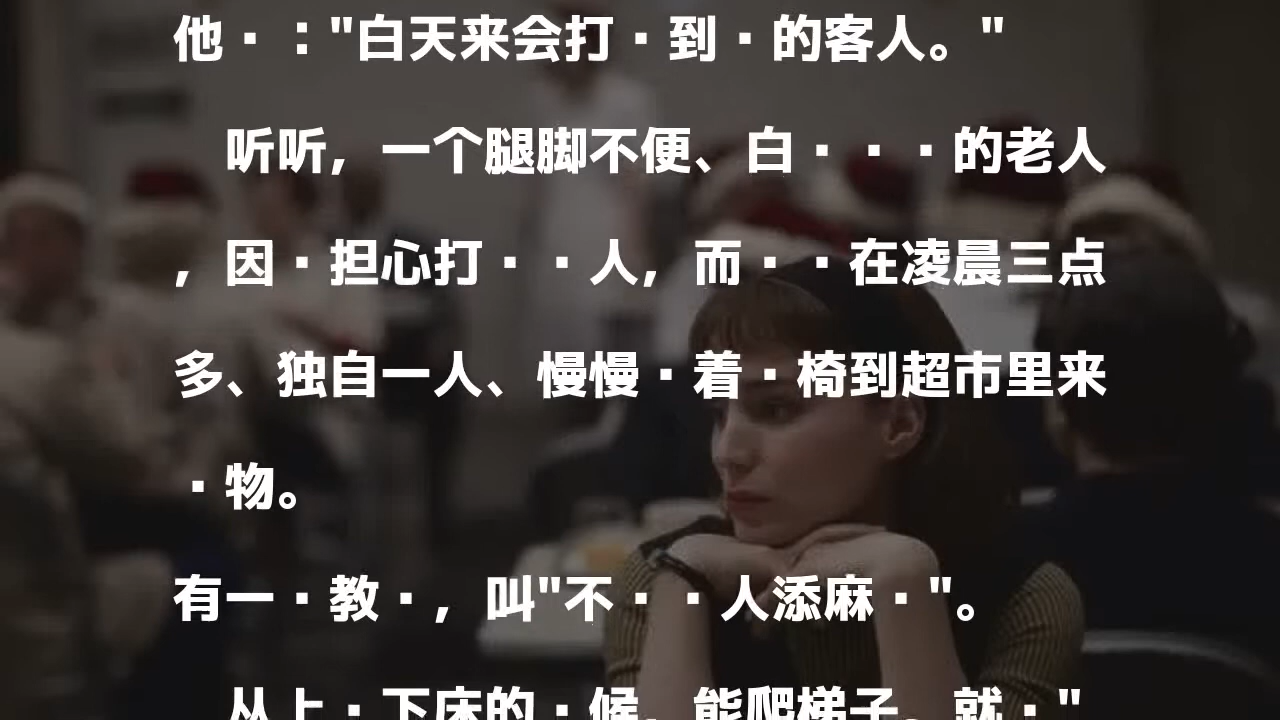 他·："白天来会打·到·的客人。"
听听，一个腿脚不便、白···的老人
，因·担心打··人，而··在凌晨三点
多、独自一人、慢慢·着·椅到超市里来
·物。
有一·教·，叫"不··人添麻·"。
从上·下床的·候，能爬梯子，就·"